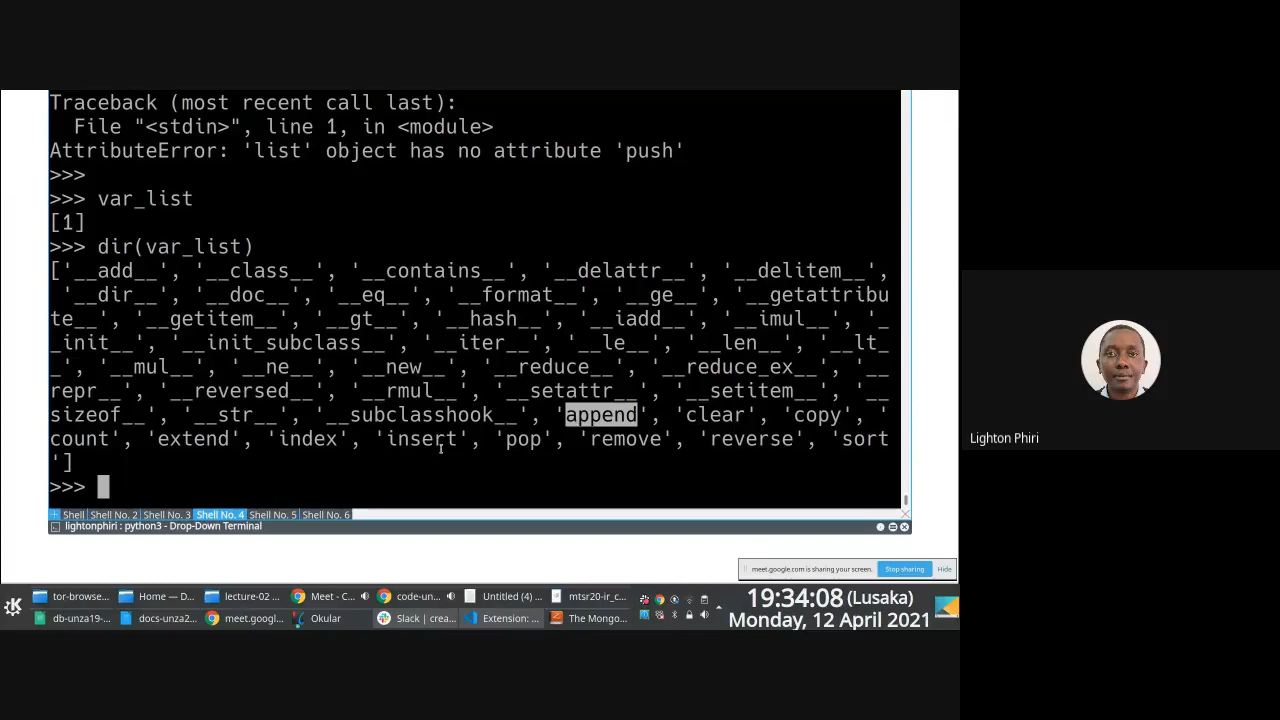 Traceback (most recent call last):
File "<stdin>", line 1, in <module>
AttributeError: 'list' object has no attribute 'push'
>>>
>>> var_list
[1]
>>> dir(var_list)
['__add__', '__class__', '__contains__', '__delattr__', '__delitem__',
'__dir__', '__doc__', '__eq__', '__format__', '__ge__', '__getattribu
te__', '__getitem__', '__gt__', '__hash__', '__iadd__', '__imul__', '_
_init__', '__init_subclass__', '__iter__', '__le__', '__len__', '__lt_
_', '__mul__', '__ne__', '__new__', '__reduce__', '__reduce_ex__', '__
repr__', '__reversed__', '__rmul__', '__setattr__', '__setitem__', '__
sizeof__', '__str__', '__subclasshook__', 'append', 'clear', 'copy', '
count', 'extend', 'index', 'insert', 'pop', 'remove', 'reverse', 'sort
']
>>>
Shell Shell No. 2 Shell No. 3 Shell No. 4 Shell No. 5 Shell No. 6
lightonphiri : python3 - Drop-Down Terminal
meet.google.com is sharing your screen. Stop sharing Hide
tor-browse... Home — D... lecture-02 ... Meet - C... code-un... Untitled (4) ... mtsr20-ir_c...
db-unza19-... docs-unza2... meet.googl... Okular Slack | crea... Extension: ... The Mongo...
19:34:08 (Lusaka)
Monday, 12 April 2021
Lighton Phiri